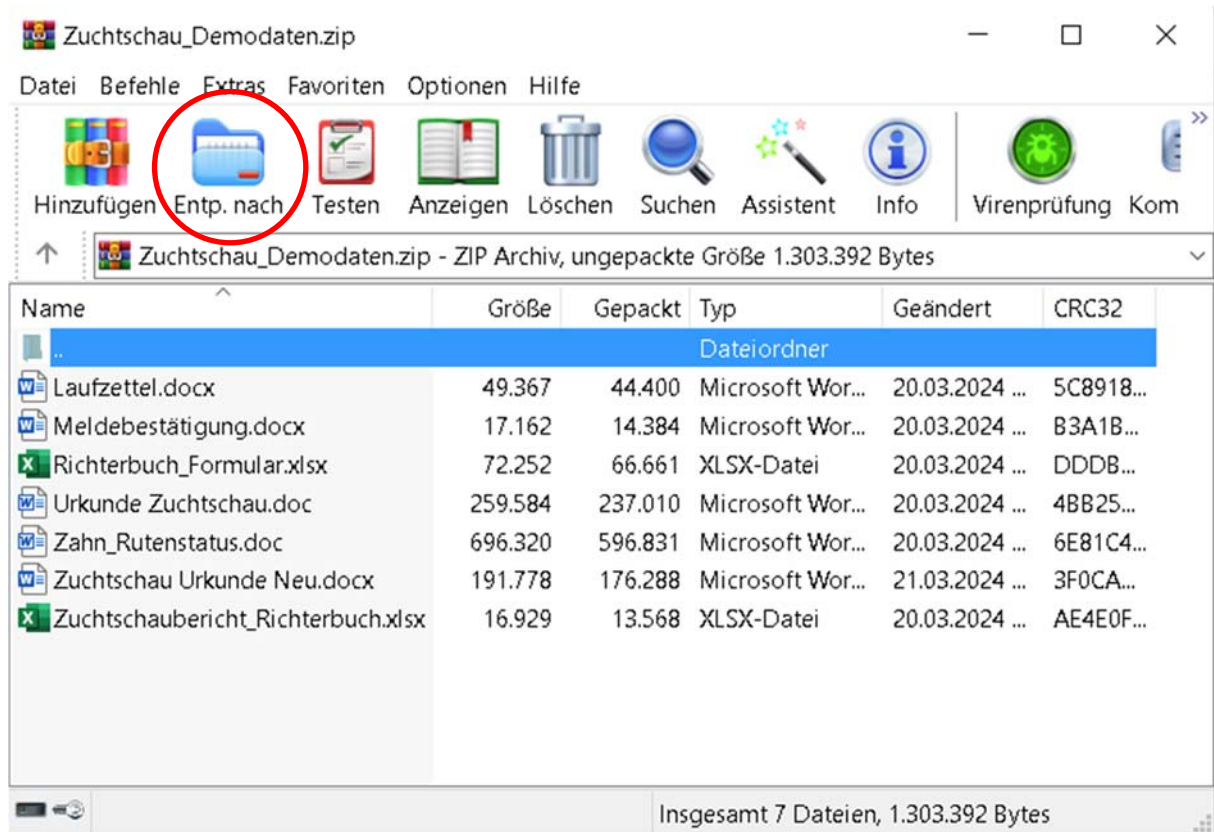 Zuchtschau_Demodaten.zip
Datei Befehle Extras Favoriten Optionen Hilfe
Hinzufügen Entp. nach Testen Anzeigen Löschen Suchen Assistent Info Virenprüfung Kom
Zuchtschau_Demodaten.zip - ZIP Archiv, ungepackte Größe 1.303.392 Bytes
Name Größe Gepackt Typ Geändert CRC32
.. Dateiordner
Laufzettel.docx 49.367 44.400 Microsoft Wor... 20.03.2024 ... 5C8918...
Meldebestätigung.docx 17.162 14.384 Microsoft Wor... 20.03.2024 ... B3A1B...
Richterbuch_Formular.xlsx 72.252 66.661 XLSX-Datei 20.03.2024 ... DDDB...
Urkunde Zuchtschau.doc 259.584 237.010 Microsoft Wor... 20.03.2024 ... 4BB25...
Zahn_Rutenstatus.doc 696.320 596.831 Microsoft Wor... 20.03.2024 ... 6E81C4...
Zuchtschau Urkunde Neu.docx 191.778 176.288 Microsoft Wor... 21.03.2024 ... 3F0CA...
Zuchtschaubericht_Richterbuch.xlsx 16.929 13.568 XLSX-Datei 20.03.2024 ... AE4E0F...
Insgesamt 7 Dateien, 1.303.392 Bytes